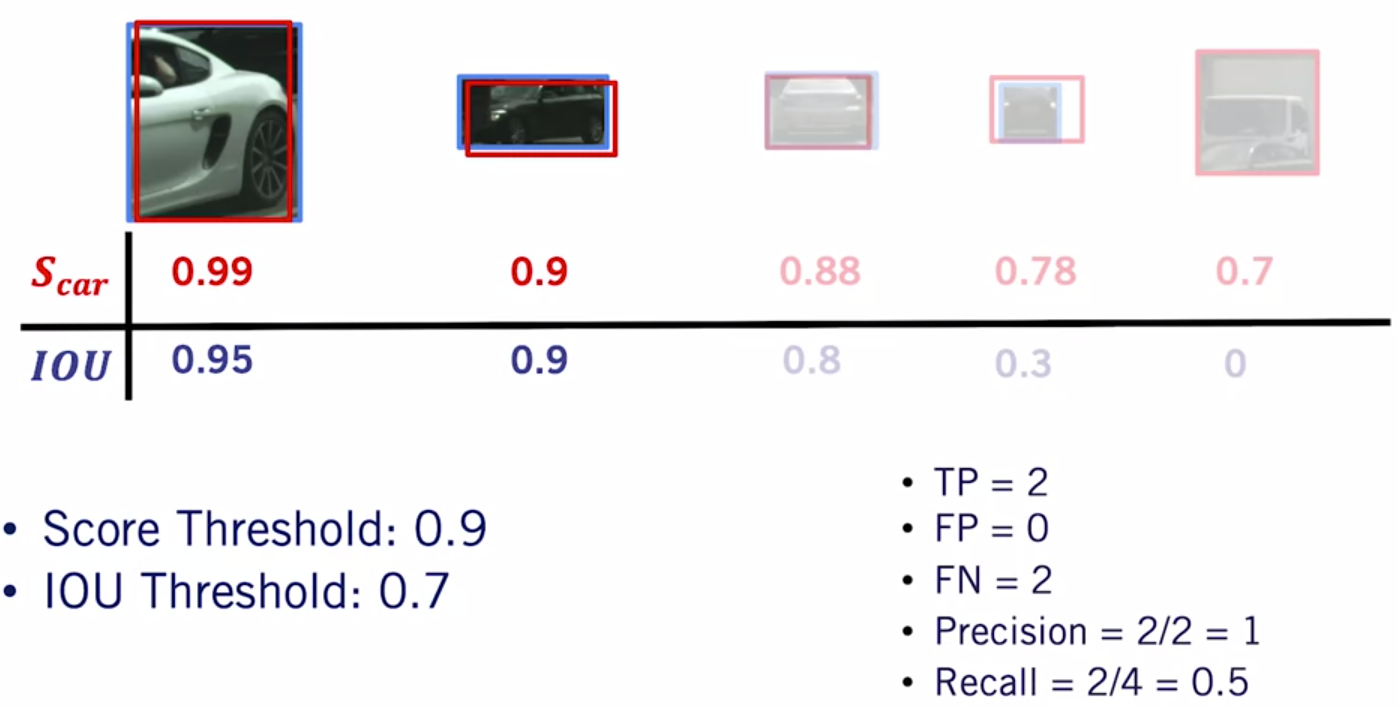 S_car 0.99 0.9 0.88 0.78 0.7
IOU 0.95 0.9 0.8 0.3 0
• Score Threshold: 0.9
• IOU Threshold: 0.7
• TP = 2
• FP = 0
• FN = 2
• Precision = 2/2 = 1
• Recall = 2/4 = 0.5